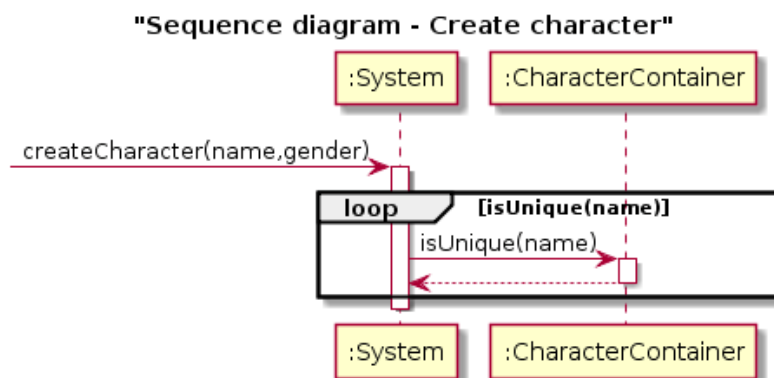 "Sequence diagram - Create character"
:System :CharacterContainer
createCharacter(name,gender)
loop [isUnique(name)]
isUnique(name)
:System :CharacterContainer